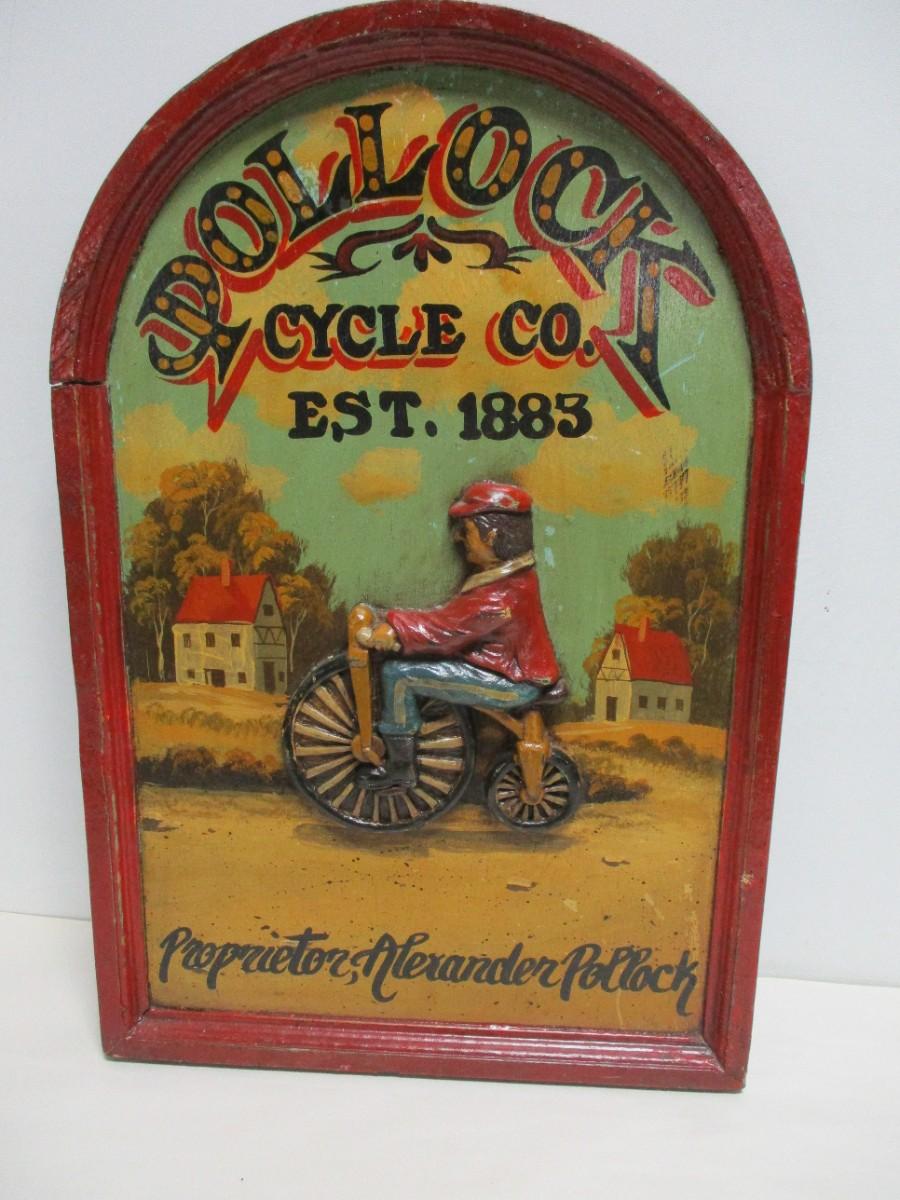 POLLOCK
CYCLE CO.
EST. 1883
Proprietor, Alexander Pollock